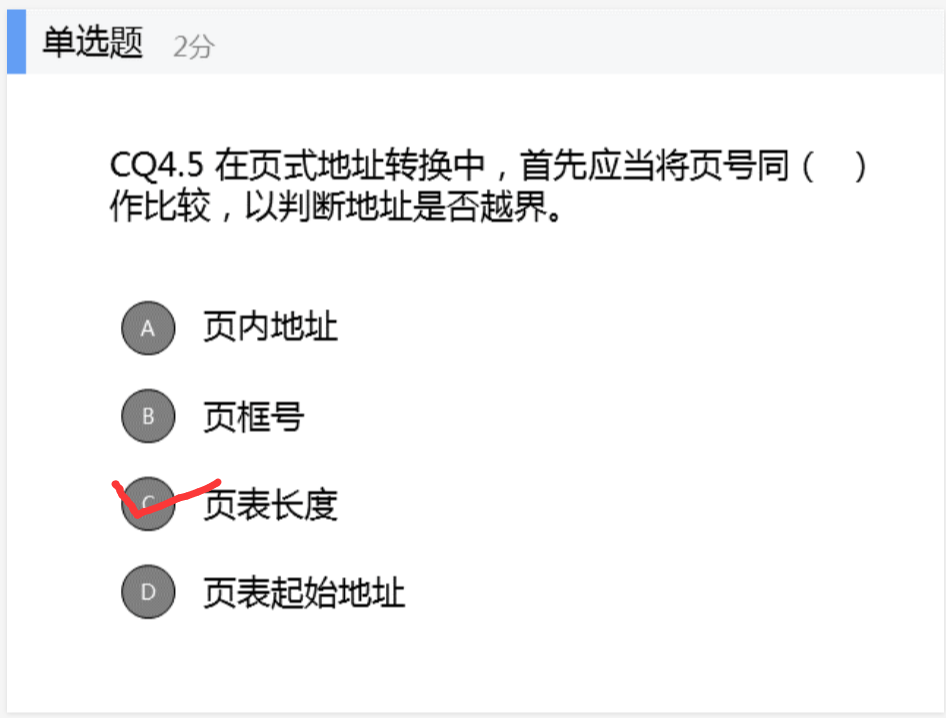 单选题 2分
CQ4.5 在页式地址转换中，首先应当将页号同（ ）
作比较，以判断地址是否越界。
A 页内地址
B 页框号
C 页表长度
D 页表起始地址